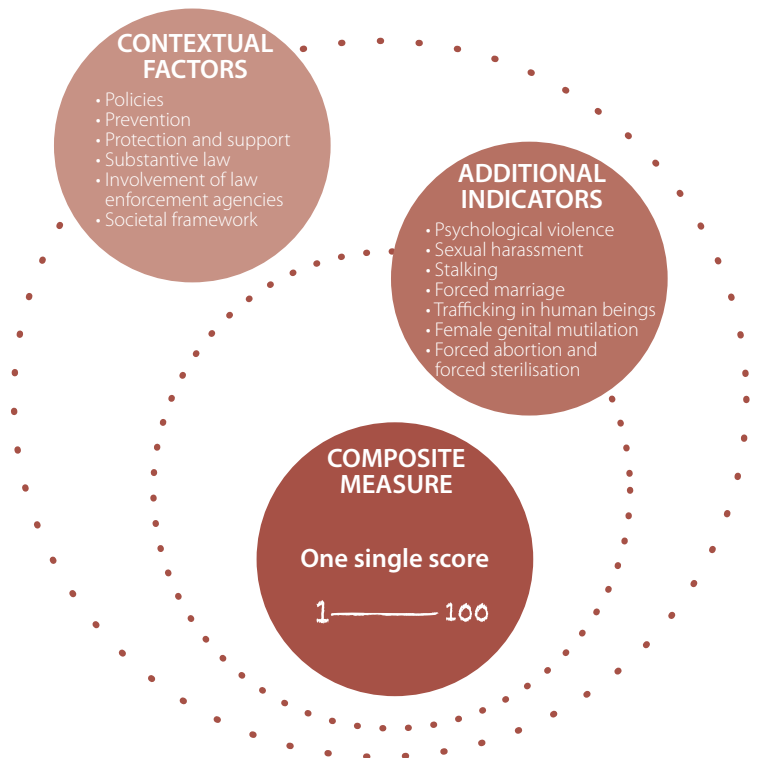 CONTEXTUAL
FACTORS
• Policies
• Prevention
• Protection and support
• Substantive law
• Involvement of law
enforcement agencies
• Societal framework
ADDITIONAL
INDICATORS
• Psychological violence
• Sexual harassment
• Stalking
• Forced marriage
• Trafficking in human beings
• Female genital mutilation
• Forced abortion and
forced sterilisation
COMPOSITE
MEASURE
One single score
1 100